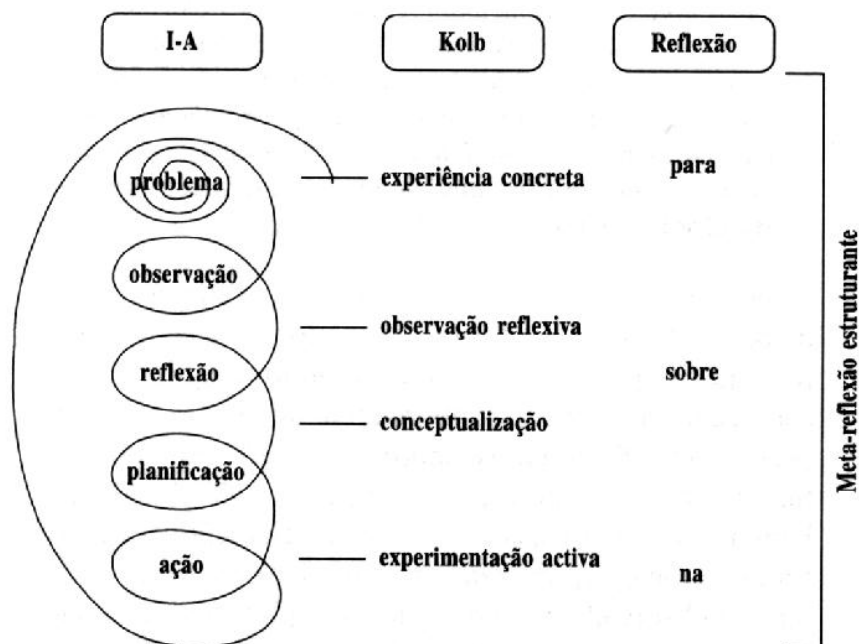 I-A
Kolb
Reflexão
problema
experiência concreta
para
observação
observação reflexiva
reflexão
sobre
conceptualização
planificação
ação
experimentação activa
na
Meta-reflexão estruturante